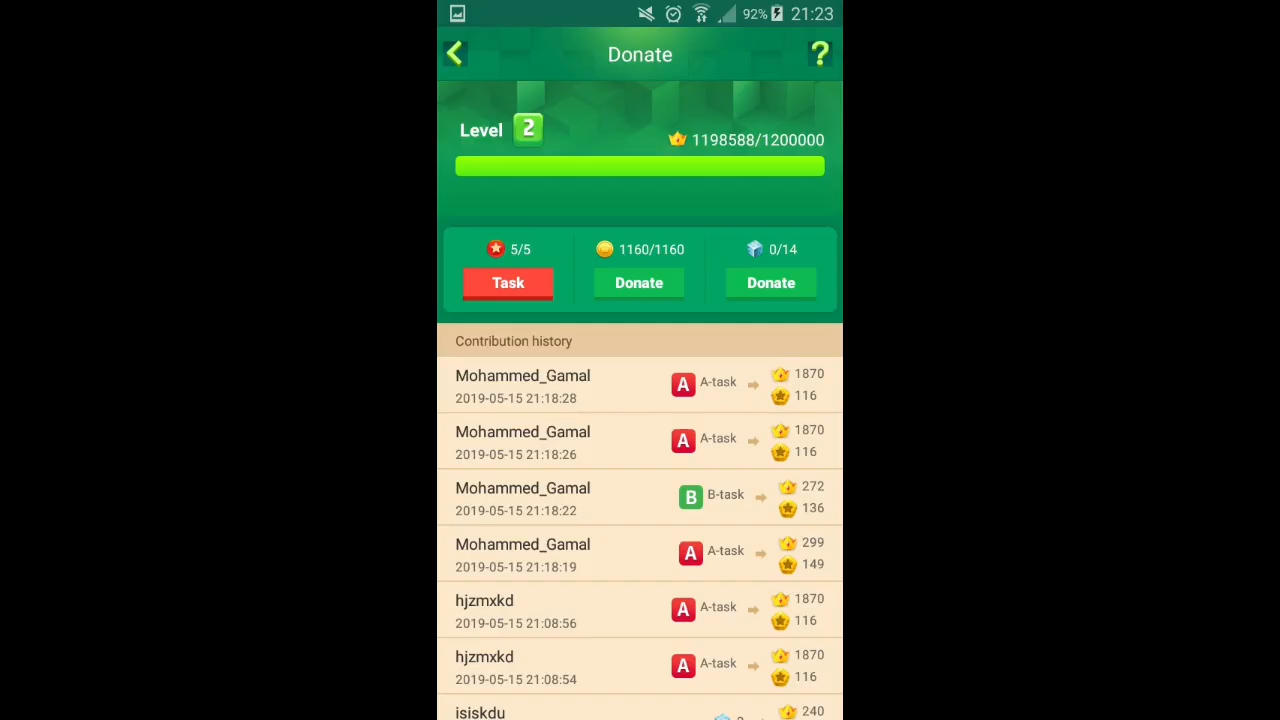 92% 21:23
Donate
?
Level 2
1198588/1200000
5/5 1160/1160 0/14
Task Donate Donate
Contribution history
Mohammed_Gamal A A-task 1870
2019-05-15 21:18:28 116
Mohammed_Gamal A A-task 1870
2019-05-15 21:18:26 116
Mohammed_Gamal B B-task 272
2019-05-15 21:18:22 136
Mohammed_Gamal A A-task 299
2019-05-15 21:18:19 149
hjzmxkd A A-task 1870
2019-05-15 21:08:56 116
hjzmxkd A A-task 1870
2019-05-15 21:08:54 116
isiskdu 240